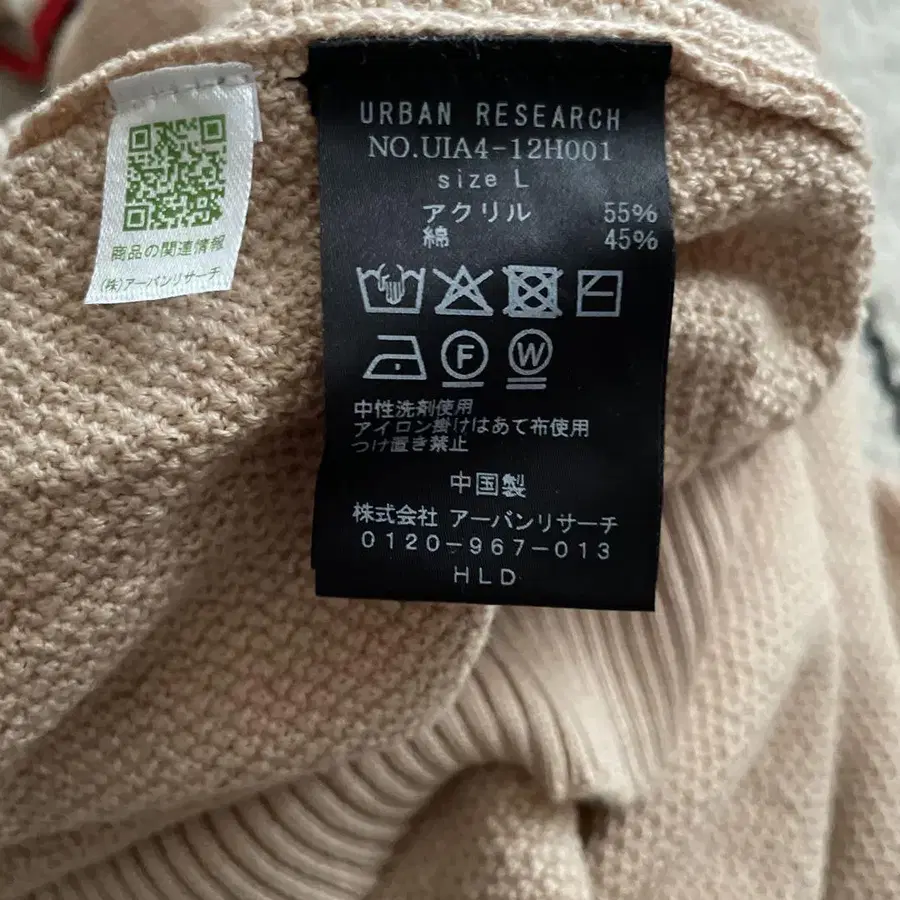 商品の関連情報
(株)アーバンリサーチ
URBAN RESEARCH
NO.UIA4-12H001
size L
アクリル 55%
綿 45%
F W
中性洗剤使用
アイロン掛けはあて布使用
つけ置き禁止
中国製
株式会社 アーバンリサーチ
0120-967-013
HLD